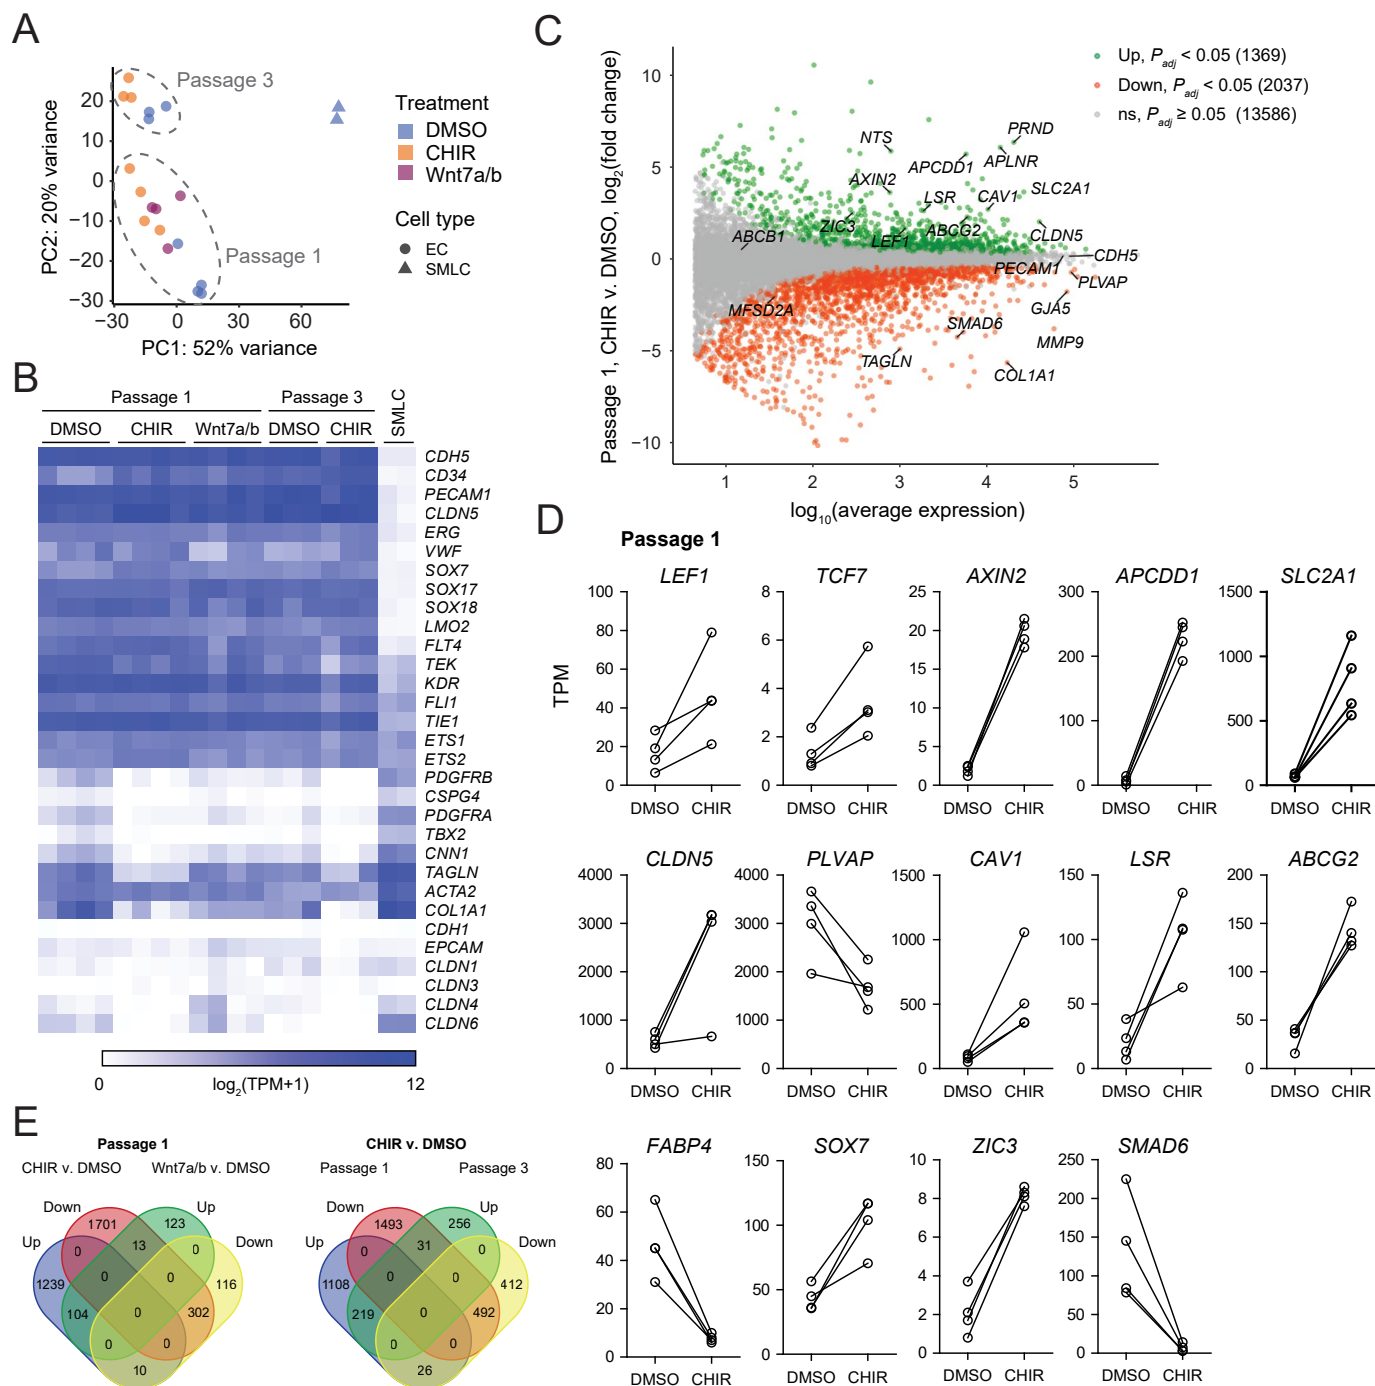 A
Passage 3
Passage 1
20
10
0
−10
−20
−30
−30
0
30
60
PC2: 20% variance
PC1: 52% variance
Treatment
DMSO
CHIR
Wnt7a/b
Cell type
EC
SMLC
B
Passage 1
Passage 3
SMLC
DMSO
CHIR
Wnt7a/b
DMSO
CHIR
CDH5
CD34
PECAM1
CLDN5
ERG
VWF
SOX7
SOX17
SOX18
LMO2
FLT4
TEK
KDR
FLI1
TIE1
ETS1
ETS2
PDGFRB
CSPG4
PDGFRA
TBX2
CNN1
TAGLN
ACTA2
COL1A1
CDH1
EPCAM
CLDN1
CLDN3
CLDN4
CLDN6
0
log2(TPM+1)
12
C
Passage 1, CHIR v. DMSO, log2(fold change)
10
5
0
−5
−10
1
2
3
4
5
log10(average expression)
Up, Padj < 0.05 (1369)
Down, Padj < 0.05 (2037)
ns, Padj ≥ 0.05 (13586)
NTS
PRND
APCDD1
APLNR
AXIN2
LSR
CAV1
SLC2A1
ZIC3
LEF1
ABCG2
CLDN5
ABCB1
PECAM1
CDH5
PLVAP
MFSD2A
GJA5
SMAD6
MMP9
TAGLN
COL1A1
D
Passage 1
TPM
LEF1
100
80
60
40
20
0
DMSO CHIR
TCF7
8
6
4
2
0
DMSO CHIR
AXIN2
25
20
15
10
5
0
DMSO CHIR
APCDD1
300
200
100
0
DMSO CHIR
SLC2A1
1500
1000
500
0
DMSO CHIR
CLDN5
4000
3000
2000
1000
0
DMSO CHIR
PLVAP
4000
3000
2000
1000
0
DMSO CHIR
CAV1
1500
1000
500
0
DMSO CHIR
LSR
150
100
50
0
DMSO CHIR
ABCG2
200
150
100
50
0
DMSO CHIR
FABP4
80
60
40
20
0
DMSO CHIR
SOX7
150
100
50
0
DMSO CHIR
ZIC3
10
8
6
4
2
0
DMSO CHIR
SMAD6
250
200
150
100
50
0
DMSO CHIR
E
Passage 1
CHIR v. DMSO
Wnt7a/b v. DMSO
Down
Up
Up
Down
1701
123
0
13
0
1239
0
0
116
104
0
302
0
0
10
CHIR v. DMSO
Passage 1
Passage 3
Down
Up
Up
Down
1493
256
0
31
0
1108
0
0
412
219
0
492
0
0
26